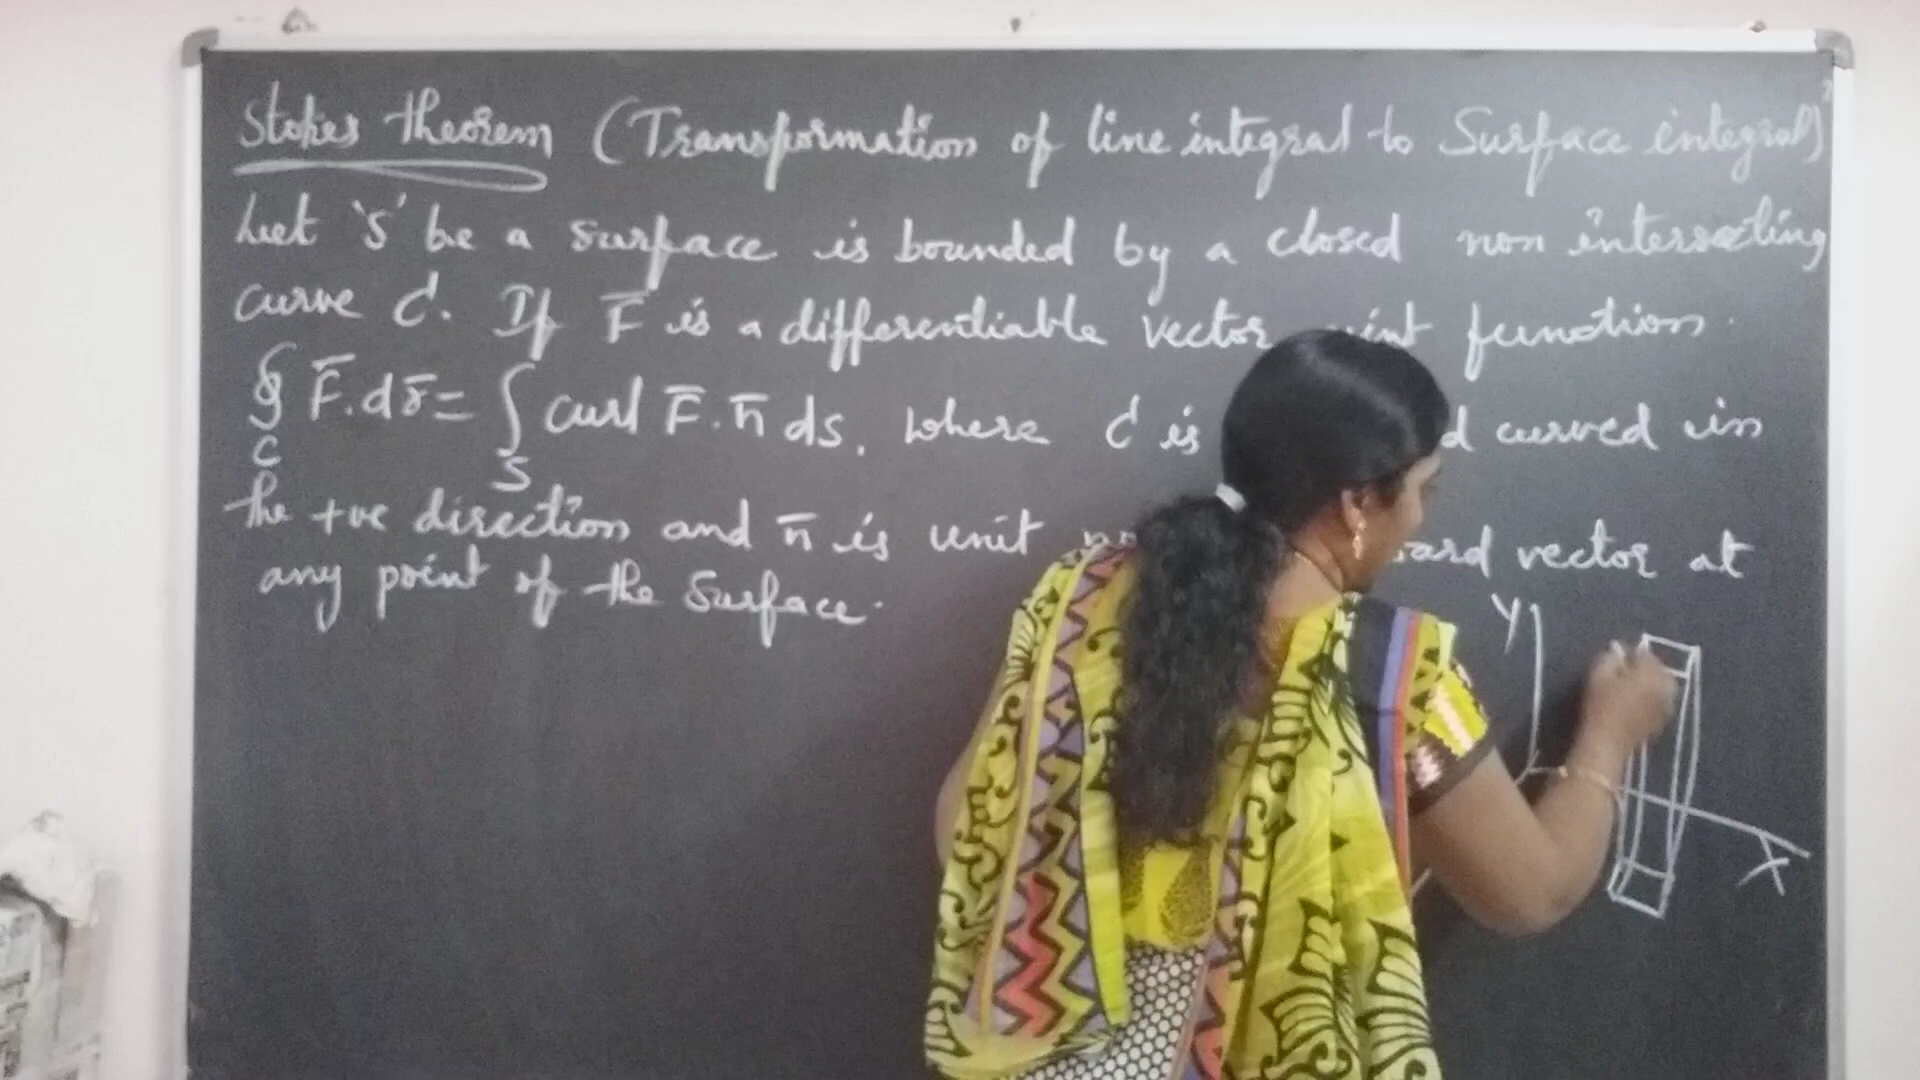 Stokes theorem (Transformation of line integral to Surface integral)
Let 'S' be a surface is bounded by a closed non intersecting
curve C. If F̅ is a differentiable vector function.
∮_C F̅.dr̅ = ∫_S curl F̅.n̅ ds, where C is curved in
the +ve direction and n̅ is unit vector at
any point of the Surface.
Y
X